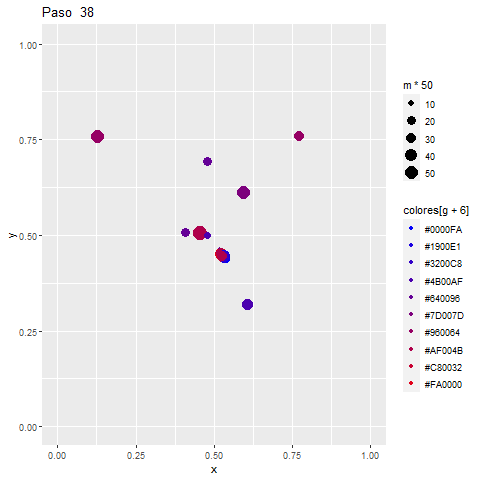 Paso  38
y
1.00
0.75
0.50
0.25
0.00
0.00 0.25 0.50 0.75 1.00
x
m * 50
10
20
30
40
50
colores[g + 6]
#0000FA
#1900E1
#3200C8
#4B00AF
#640096
#7D007D
#960064
#AF004B
#C80032
#FA0000